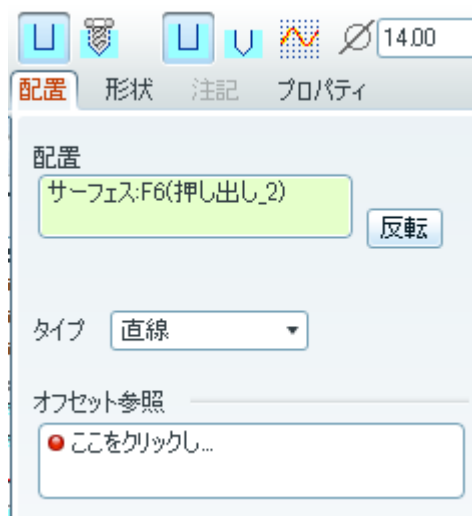 14.00
配置 形状 注記 プロパティ
配置
サーフェス:F6(押し出し_2)
反転
タイプ 直線
オフセット参照
ここをクリックし...